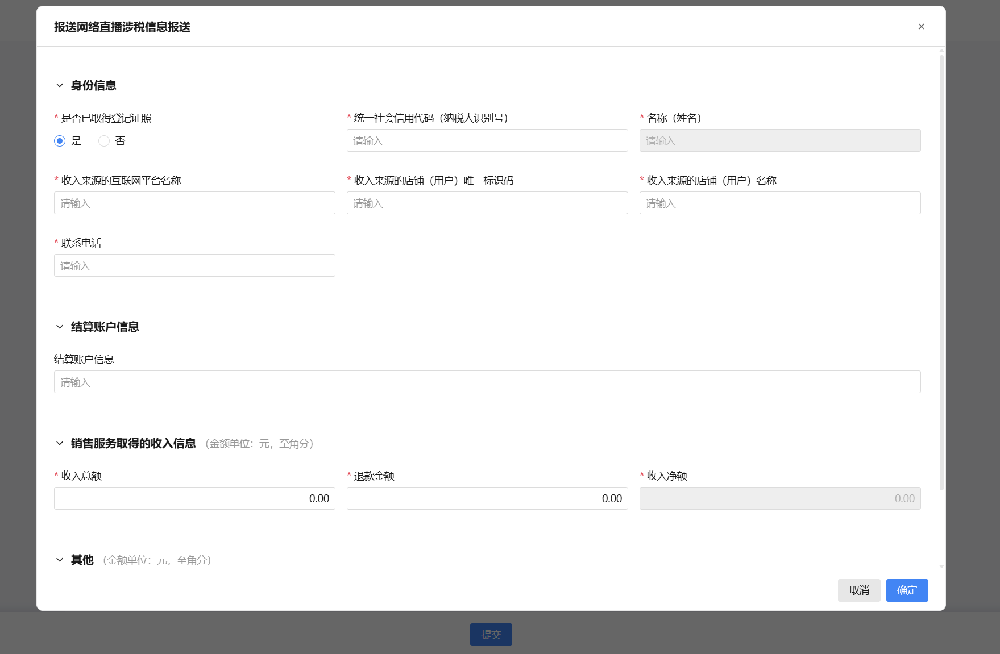 报送网络直播涉税信息报送
身份信息
* 是否已取得登记证照
* 统一社会信用代码（纳税人识别号）
* 名称（姓名）
是 否
请输入
请输入
* 收入来源的互联网平台名称
* 收入来源的店铺（用户）唯一标识码
* 收入来源的店铺（用户）名称
请输入
请输入
请输入
* 联系电话
请输入
结算账户信息
结算账户信息
请输入
销售服务取得的收入信息 （金额单位：元，至角分）
* 收入总额
* 退款金额
* 收入净额
0.00
0.00
0.00
其他 （金额单位：元，至角分）
取消
确定
提交